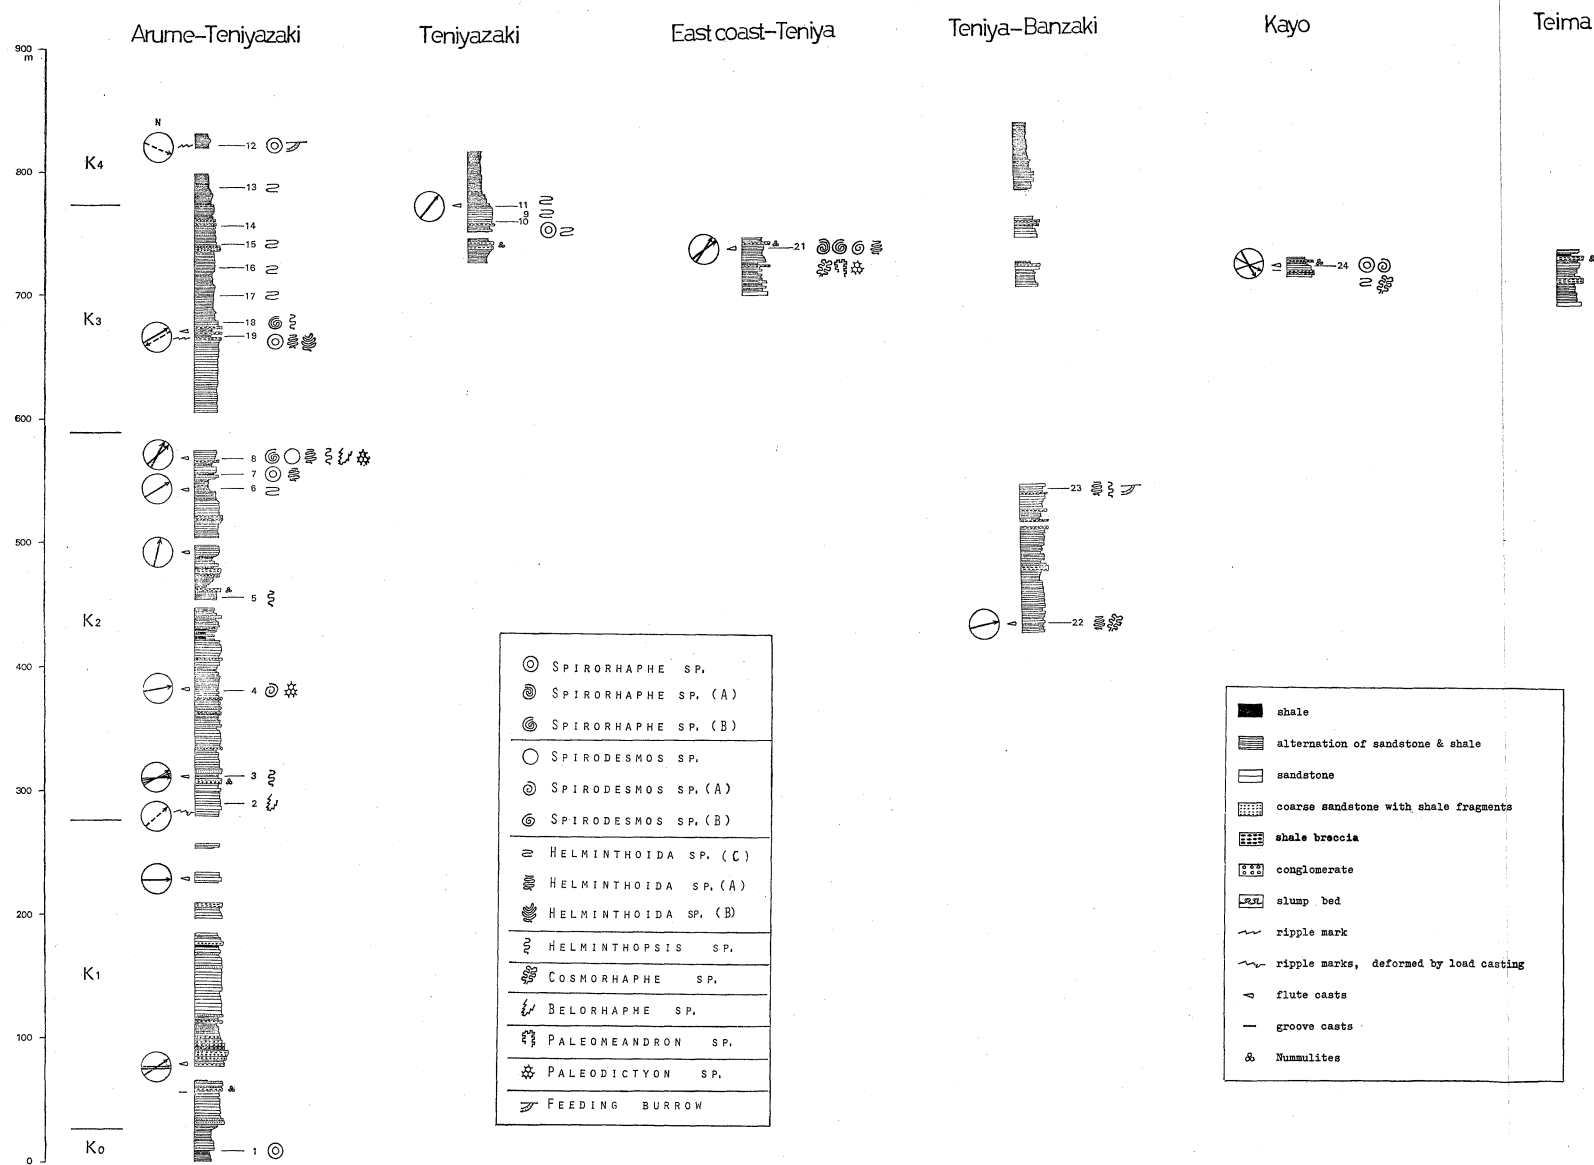 Arume-Teniyazaki
Teniyazaki
East coast-Teniya
Teniya-Banzaki
Kayo
Teima
900
m
N
12
K4
800
13
11
9
10
14
15
16
17
18
19
21
24
700
K3
600
8
7
6
23
500
5
K2
22
400
4
3
300
2
200
K1
100
K0
1
0
SPIRORHAPHE SP.
SPIRORHAPHE SP. (A)
SPIRORHAPHE SP. (B)
SPIRODESMOS SP.
SPIRODESMOS SP. (A)
SPIRODESMOS SP. (B)
HELMINTHOIDA SP. (C)
HELMINTHOIDA SP. (A)
HELMINTHOIDA SP. (B)
HELMINTHOPSIS SP.
COSMORHAPHE SP.
BELORHAPHE SP.
PALEOMEANDRON SP.
PALEODICTYON SP.
FEEDING BURROW
shale
alternation of sandstone & shale
sandstone
coarse sandstone with shale fragments
shale breccia
conglomerate
slump bed
ripple mark
ripple marks, deformed by load casting
flute casts
groove casts
Nummulites